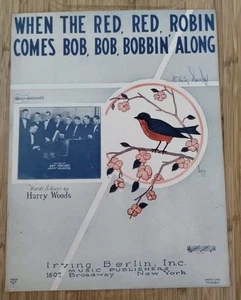 WHEN THE RED, RED, ROBIN
COMES BOB, BOB, BOBBIN' ALONG
Words & Music by
Harry Woods
Irving Berlin, Inc.
MUSIC PUBLISHERS
1607 Broadway New York